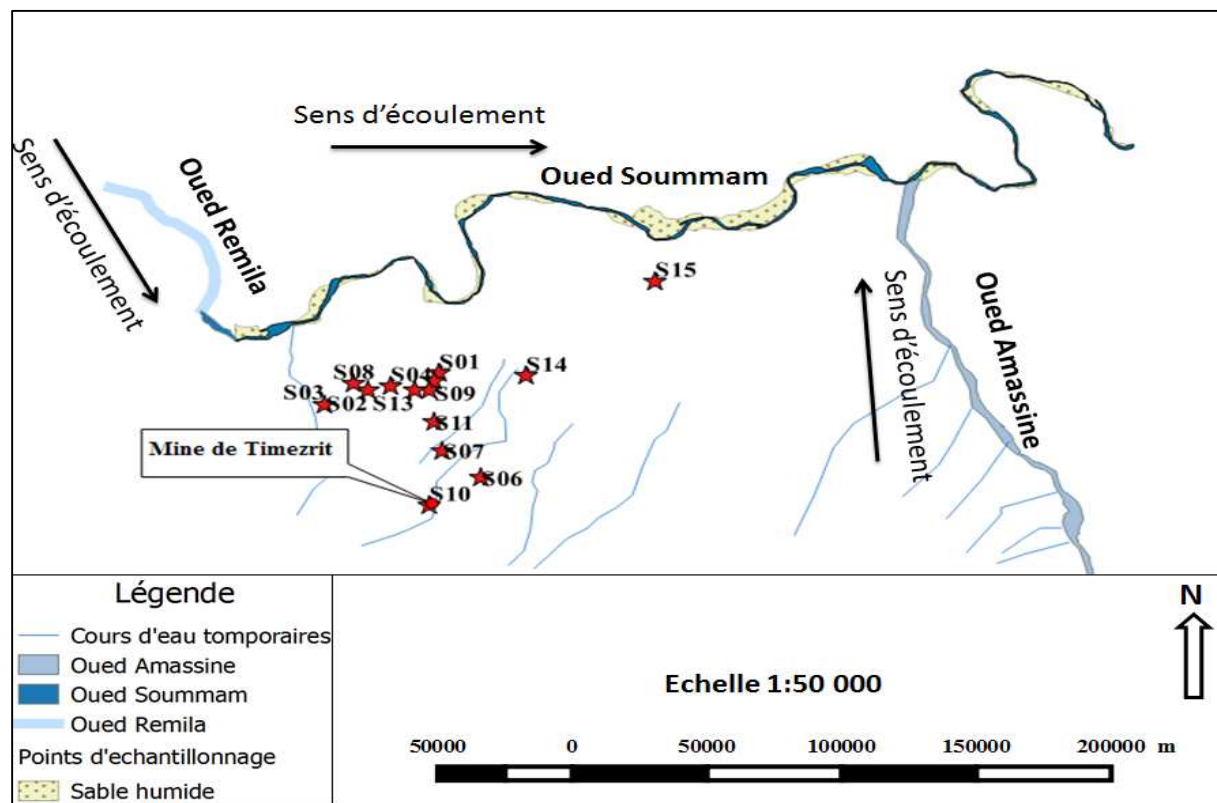 Sens d'écoulement
Sens d'écoulement
Oued Remila
Oued Soummam
S15
Sens d'écoulement
Oued Amassine
S01
S14
S08
S04
S03
S02
S13
S09
S11
Mine de Timezrit
S07
S06
S10
Légende
Cours d'eau tomporaires
Oued Amassine
Oued Soummam
Oued Remila
Points d'echantillonnage
Sable humide
N
Echelle 1:50 000
50000 0 50000 100000 150000 200000 m